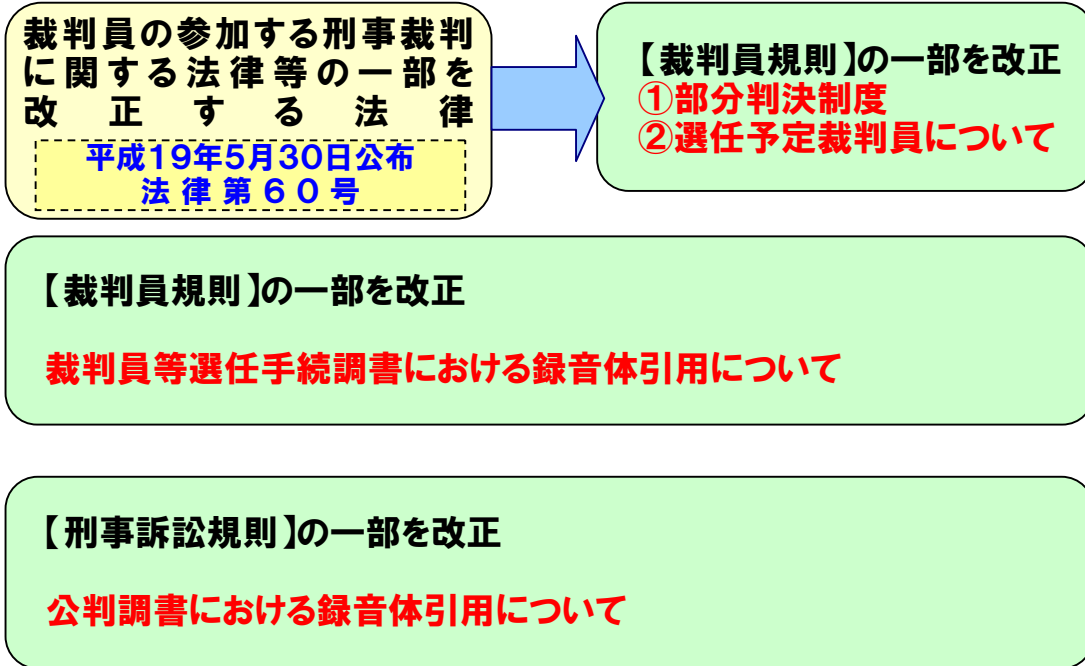 裁判員の参加する刑事裁判
に関する法律等の一部を
改正する法律
平成19年5月30日公布
法律第60号
【裁判員規則】の一部を改正
①部分判決制度
②選任予定裁判員について
【裁判員規則】の一部を改正
裁判員等選任手続調書における録音体引用について
【刑事訴訟規則】の一部を改正
公判調書における録音体引用について